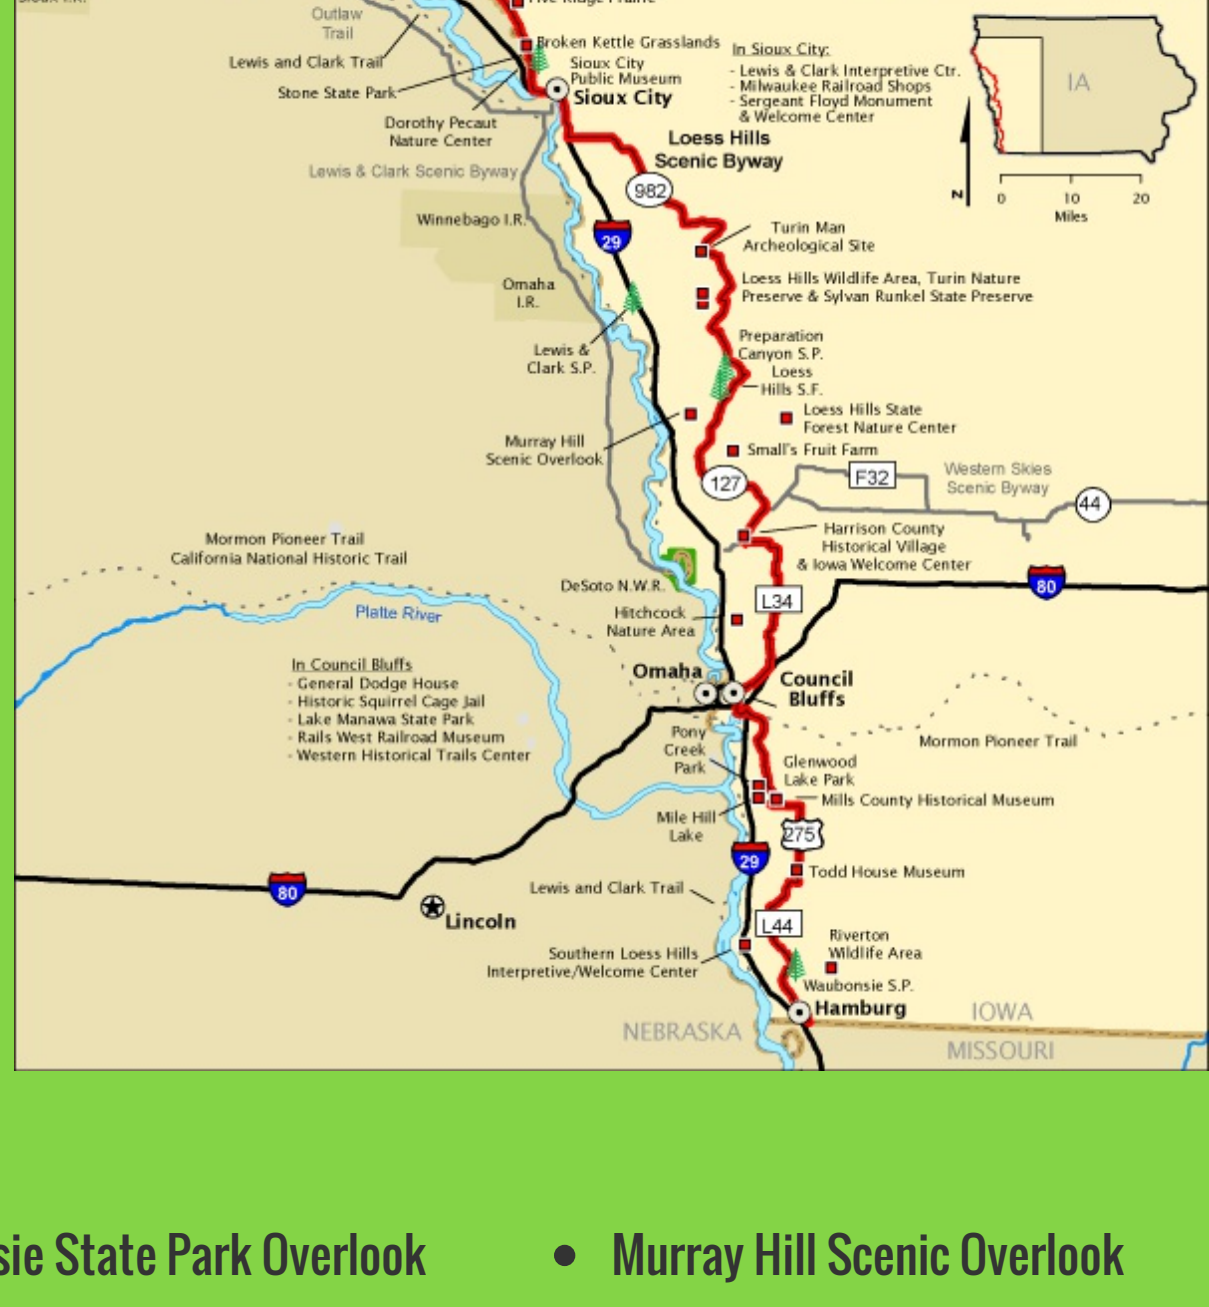 Outlaw
Trail
Broken Kettle Grasslands
In Sioux City:
Lewis and Clark Trail
Sioux City
Public Museum
- Lewis & Clark Interpretive Ctr.
- Milwaukee Railroad Shops
- Sergeant Floyd Monument
& Welcome Center
IA
Stone State Park
Sioux City
Dorothy Pecaut
Nature Center
Loess Hills
Scenic Byway
Lewis & Clark Scenic Byway
982
N
0 10 20
Miles
Winnebago I.R.
29
Turin Man
Archeological Site
Omaha
I.R.
Loess Hills Wildlife Area, Turin Nature
Preserve & Sylvan Runkel State Preserve
Lewis &
Clark S.P.
Preparation
Canyon S.P.
Loess
Hills S.F.
Loess Hills State
Forest Nature Center
Murray Hill
Scenic Overlook
Small's Fruit Farm
127
F32
Western Skies
Scenic Byway
44
Mormon Pioneer Trail
California National Historic Trail
Harrison County
Historical Village
& Iowa Welcome Center
DeSoto N.W.R.
80
L34
Platte River
Hitchcock
Nature Area
In Council Bluffs
- General Dodge House
- Historic Squirrel Cage Jail
- Lake Manawa State Park
- Rails West Railroad Museum
- Western Historical Trails Center
Omaha
Council
Bluffs
Pony
Creek
Park
Mormon Pioneer Trail
Glenwood
Lake Park
Mills County Historical Museum
Mile Hill
Lake
275
29
80
Todd House Museum
Lewis and Clark Trail
Lincoln
L44
Southern Loess Hills
Interpretive/Welcome Center
Riverton
Wildlife Area
Waubonsie S.P.
Hamburg
NEBRASKA
IOWA
MISSOURI
sie State Park Overlook
• Murray Hill Scenic Overlook